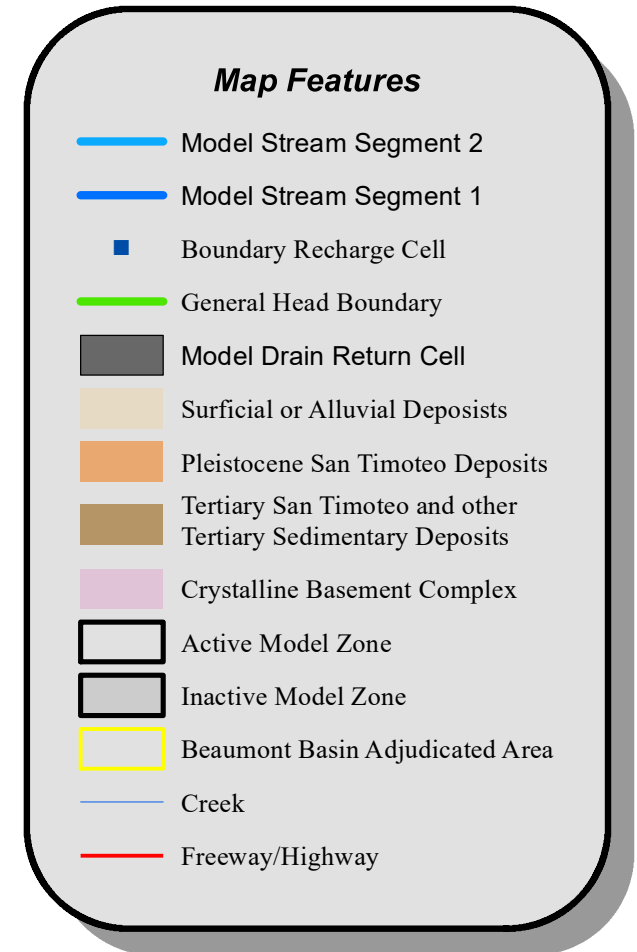 Map Features
Model Stream Segment 2
Model Stream Segment 1
Boundary Recharge Cell
General Head Boundary
Model Drain Return Cell
Surficial or Alluvial Deposists
Pleistocene San Timoteo Deposits
Tertiary San Timoteo and other
Tertiary Sedimentary Deposits
Crystalline Basement Complex
Active Model Zone
Inactive Model Zone
Beaumont Basin Adjudicated Area
Creek
Freeway/Highway